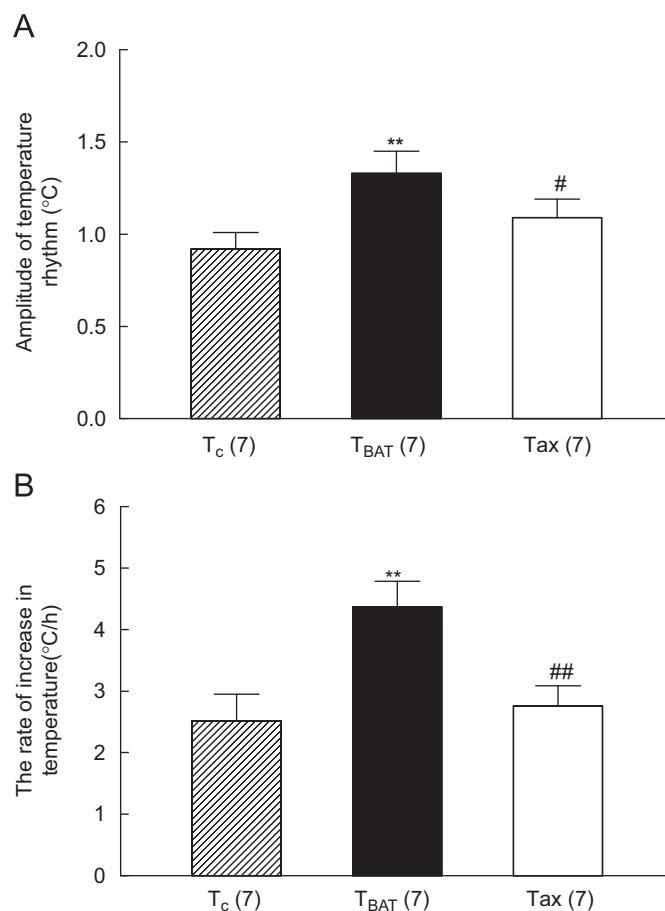 A
Amplitude of temperature
rhythm (°C)
2.0
1.5
1.0
0.5
0.0
**
#
Tc (7)
TBAT (7)
Tax (7)
B
The rate of increase in
temperature(°C/h)
6
5
4
3
2
1
0
**
##
Tc (7)
TBAT (7)
Tax (7)